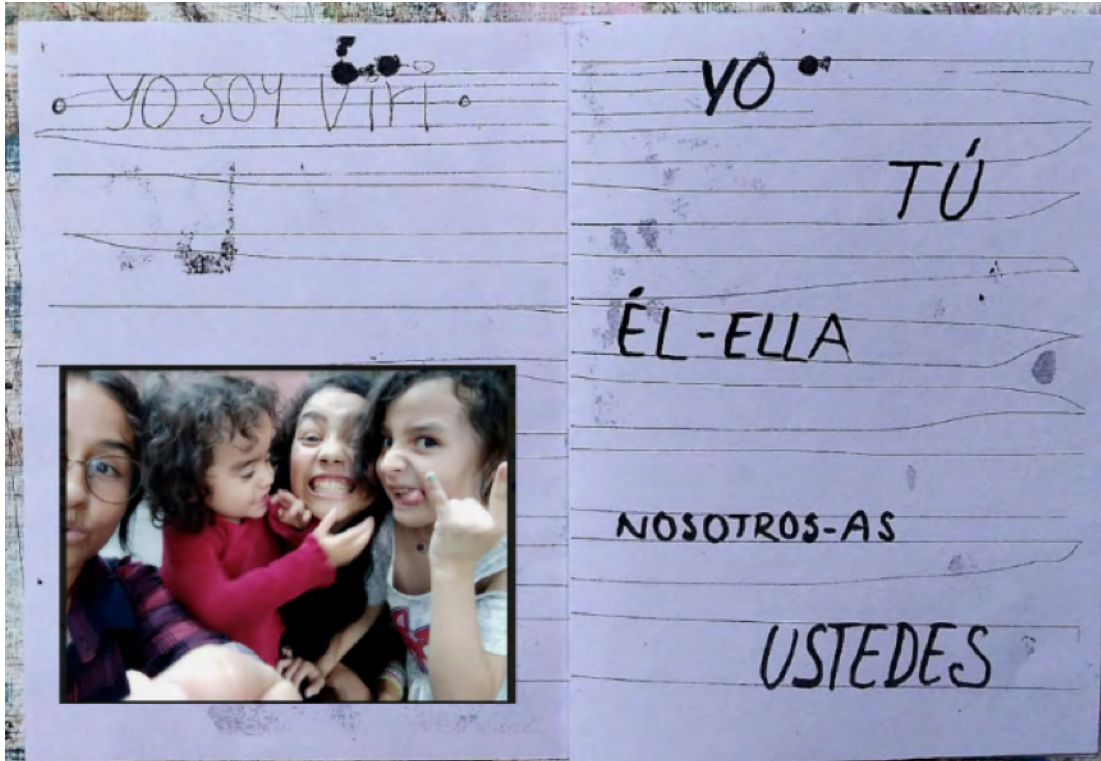 YO SOY Viri
YO
TÚ
ÉL-ELLA
NOSOTROS-AS
USTEDES